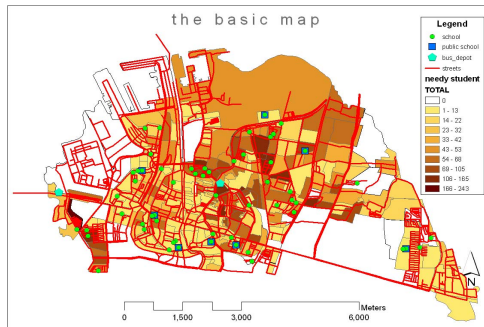 the basic map
Legend
school
public school
bus_depot
streets
needy student
TOTAL
0
1 - 13
14 - 22
23 - 32
33 - 42
43 - 53
54 - 68
69 - 105
106 - 165
166 - 243
N
Meters
0 1,500 3,000 6,000